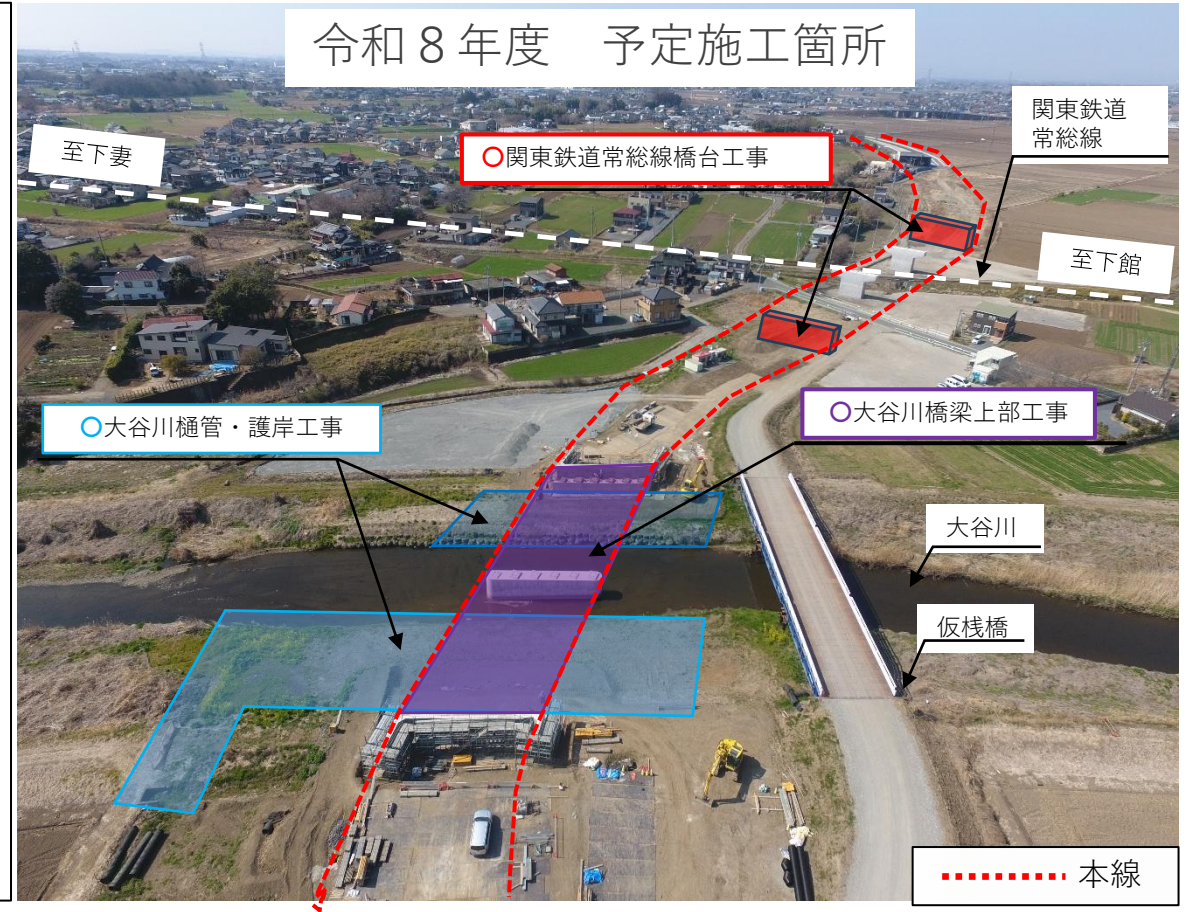 令和８年度　予定施工箇所
関東鉄道
常総線
至下妻
〇関東鉄道常総線橋台工事
至下館
〇大谷川樋管・護岸工事
〇大谷川橋梁上部工事
大谷川
仮桟橋
本線